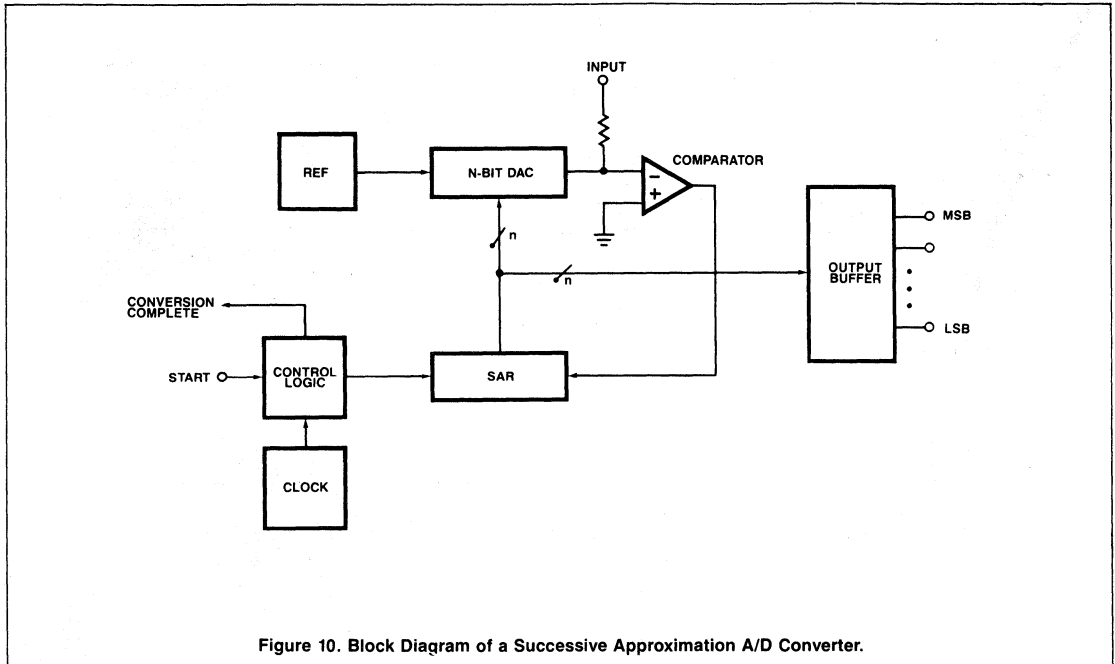 INPUT
REF
N-BIT DAC
−
+
COMPARATOR
n
n
OUTPUT
BUFFER
MSB
LSB
CONVERSION
COMPLETE
START
CONTROL
LOGIC
SAR
CLOCK
Figure 10. Block Diagram of a Successive Approximation A/D Converter.